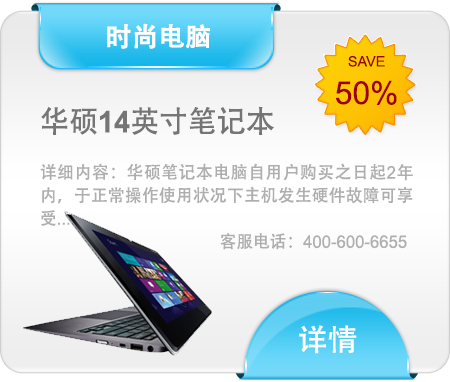 时尚电脑
SAVE
50%
华硕14英寸笔记本
详细内容：华硕笔记本电脑自用户购买之日起2年
内，于正常操作使用状况下主机发生硬件故障可享
受...
客服电话：400-600-6655
详情